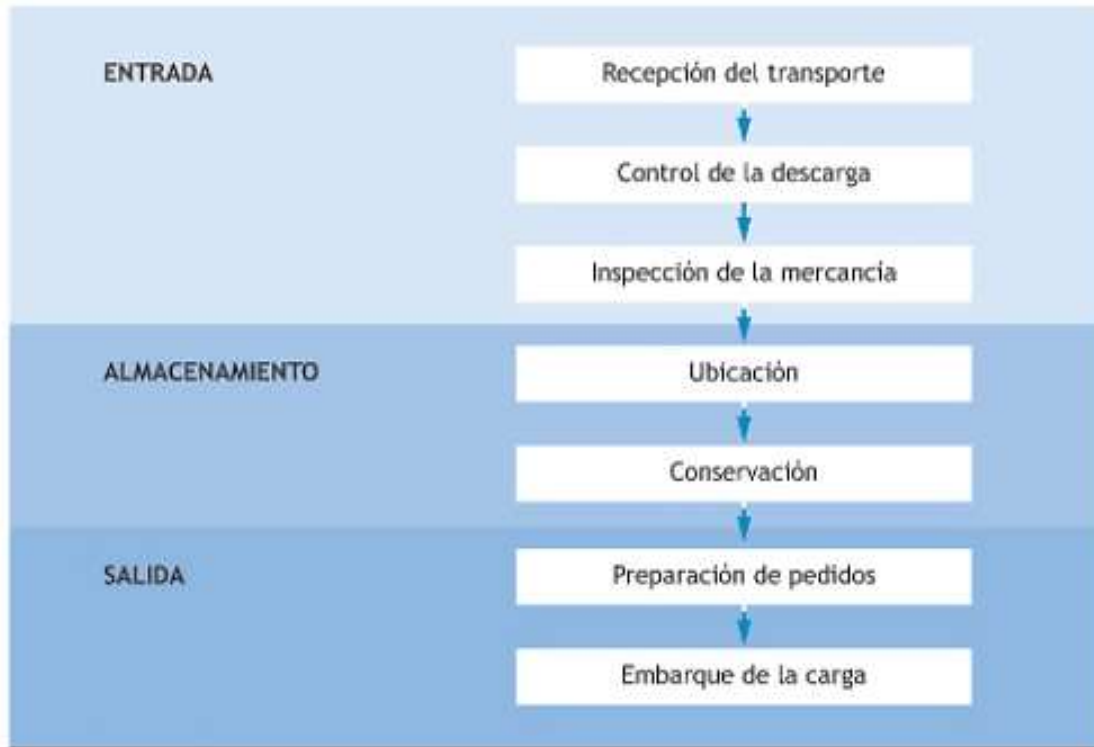 ENTRADA
Recepción del transporte
Control de la descarga
Inspección de la mercancía
ALMACENAMIENTO
Ubicación
Conservación
SALIDA
Preparación de pedidos
Embarque de la carga